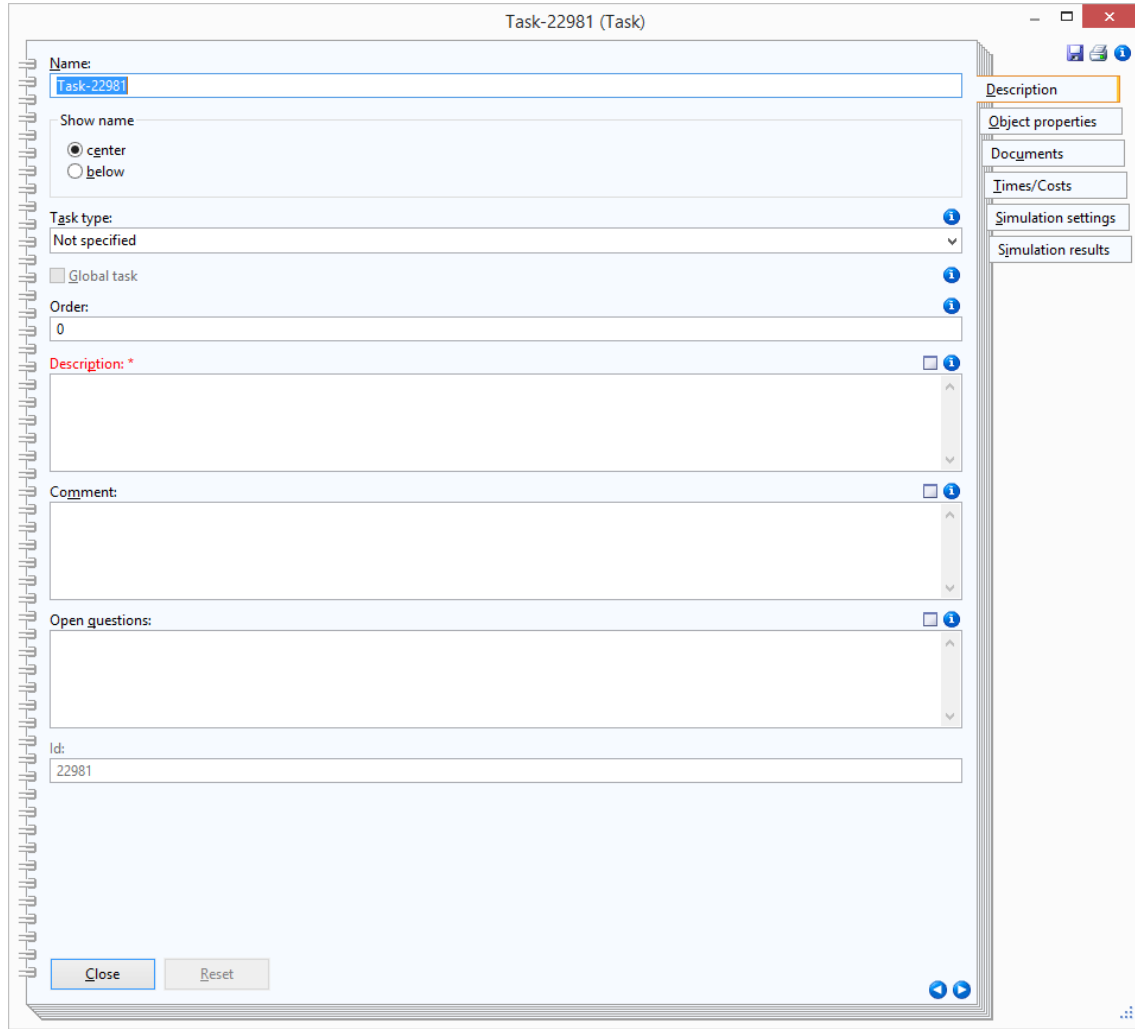 Task-22981 (Task)
Name:
Task-22981
Show name
center
below
Task type:
Not specified
Global task
Order:
0
Description: *
Comment:
Open questions:
Id:
22981
Close Reset
Description
Object properties
Documents
Times/Costs
Simulation settings
Simulation results